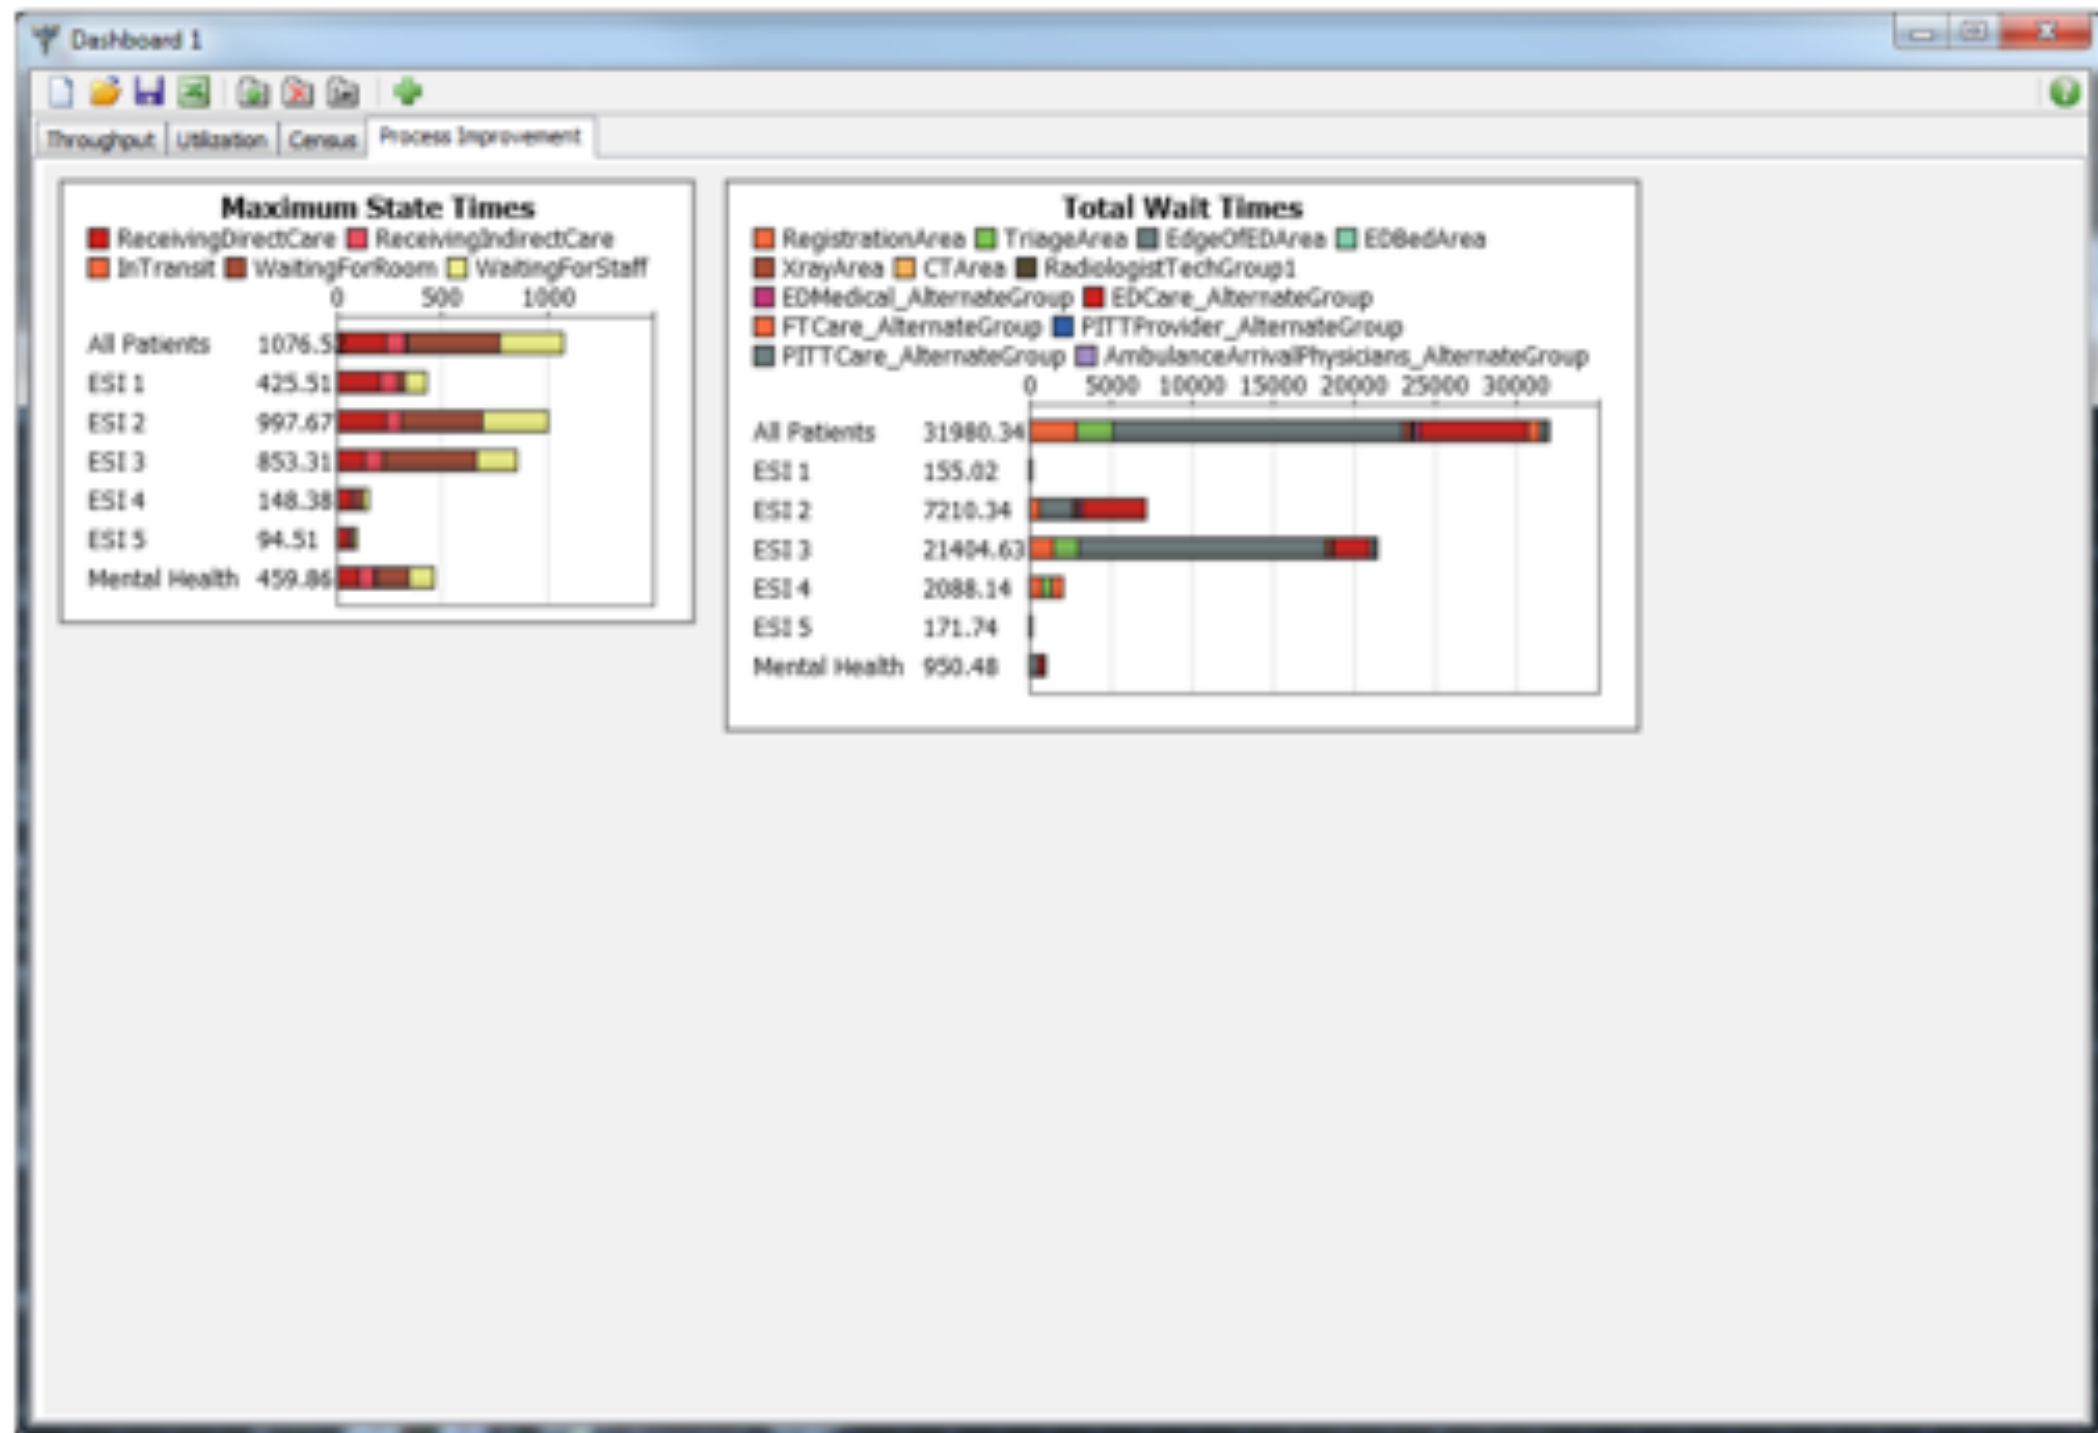 Dashboard 1
Throughput Utilization Census Process Improvement
Maximum State Times
ReceivingDirectCare ReceivingIndirectCare
InTransit WaitingForRoom WaitingForStaff
0 500 1000
All Patients 1076.5
ESI 1 425.51
ESI 2 997.67
ESI 3 853.31
ESI 4 148.38
ESI 5 94.51
Mental Health 459.86
Total Wait Times
RegistrationArea TriageArea EdgeOfEDArea EDBedArea
XrayArea CTArea RadiologistTechGroup1
EDMedical_AlternateGroup EDCare_AlternateGroup
FTCare_AlternateGroup PITTProvider_AlternateGroup
PITTCare_AlternateGroup AmbulanceArrivalPhysicians_AlternateGroup
0 5000 10000 15000 20000 25000 30000
All Patients 31980.34
ESI 1 155.02
ESI 2 7210.34
ESI 3 21404.63
ESI 4 2088.14
ESI 5 171.74
Mental Health 950.48